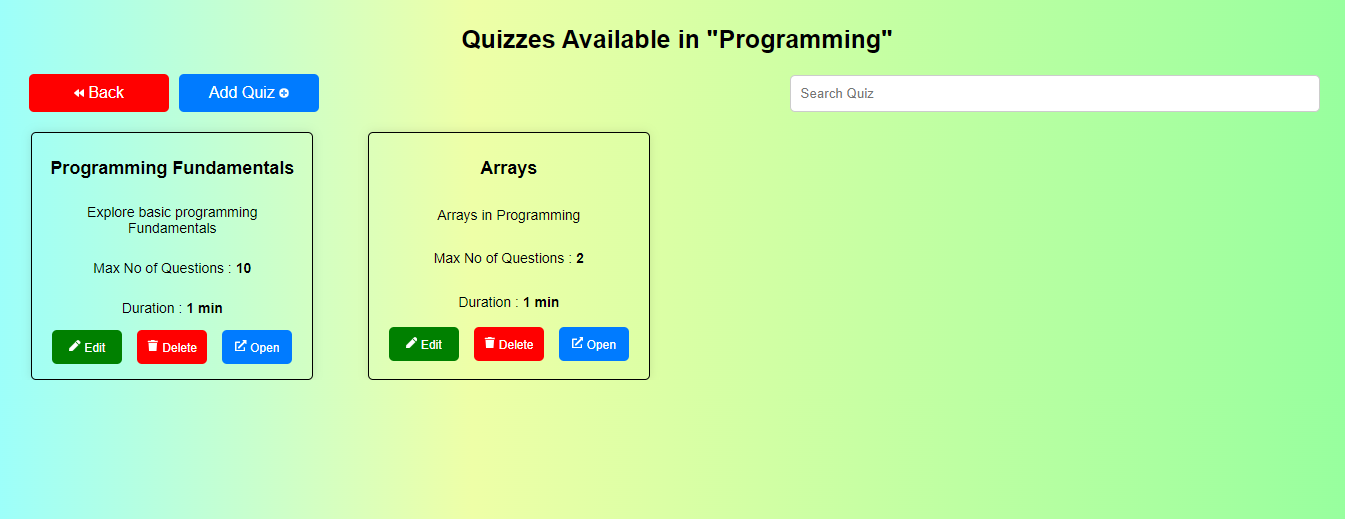 Quizzes Available in "Programming"
Back
Add Quiz
Search Quiz
Programming Fundamentals
Explore basic programming
Fundamentals
Max No of Questions : 10
Duration : 1 min
Edit
Delete
Open
Arrays
Arrays in Programming
Max No of Questions : 2
Duration : 1 min
Edit
Delete
Open